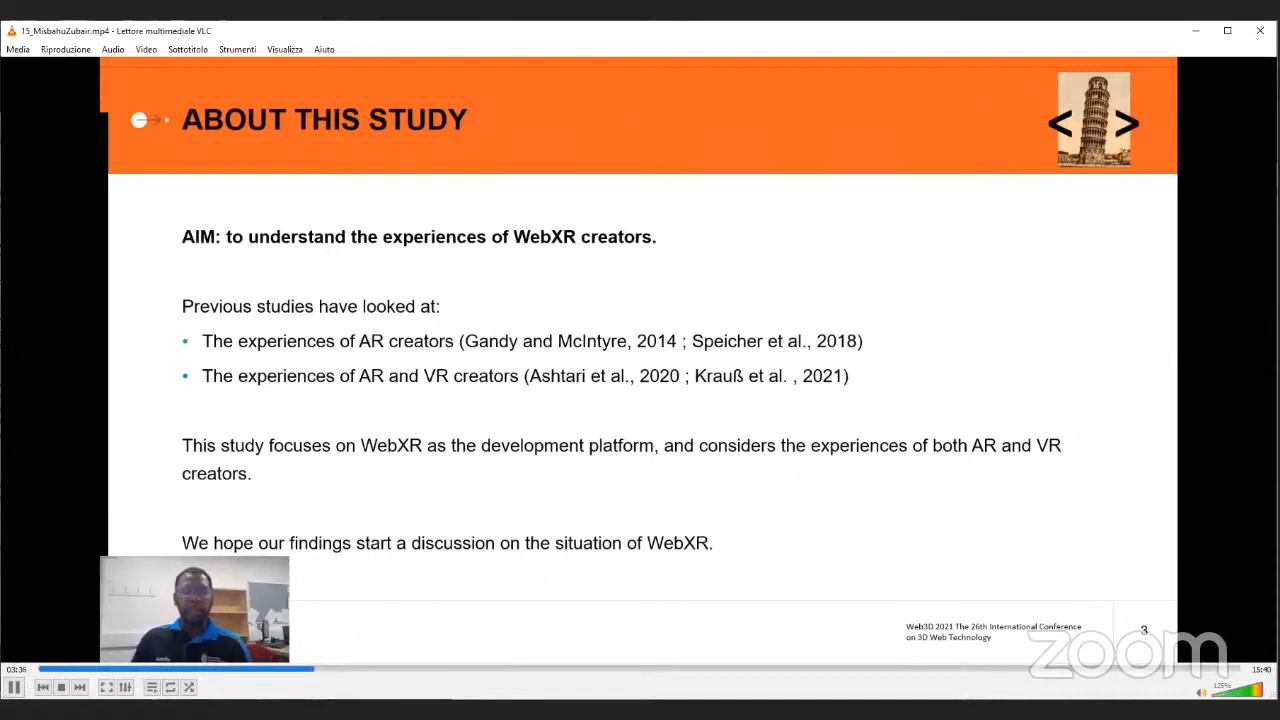 15_MisbahuZubair.mp4 - Lettore multimediale VLC
Media Riproduzione Audio Video Sottotitolo Strumenti Visualizza Aiuto
ABOUT THIS STUDY
< >
AIM: to understand the experiences of WebXR creators.
Previous studies have looked at:
• The experiences of AR creators (Gandy and McIntyre, 2014 ; Speicher et al., 2018)
• The experiences of AR and VR creators (Ashtari et al., 2020 ; Krauß et al. , 2021)
This study focuses on WebXR as the development platform, and considers the experiences of both AR and VR
creators.
We hope our findings start a discussion on the situation of WebXR.
Web3D 2021 The 26th International Conference
on 3D Web Technology
3
zoom
03:36
15:40
125%